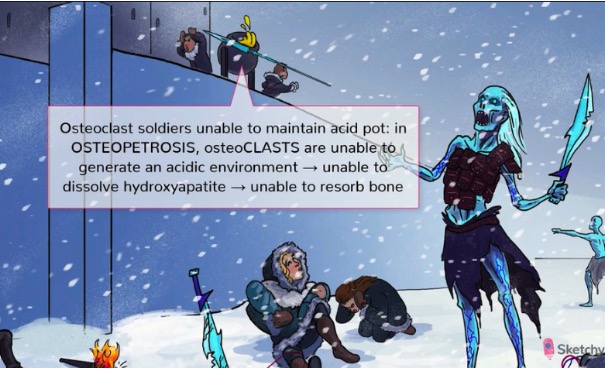 Osteoclast soldiers unable to maintain acid pot: in
OSTEOPETROSIS, osteoCLASTS are unable to
generate an acidic environment → unable to
dissolve hydroxyapatite → unable to resorb bone
Sketchy